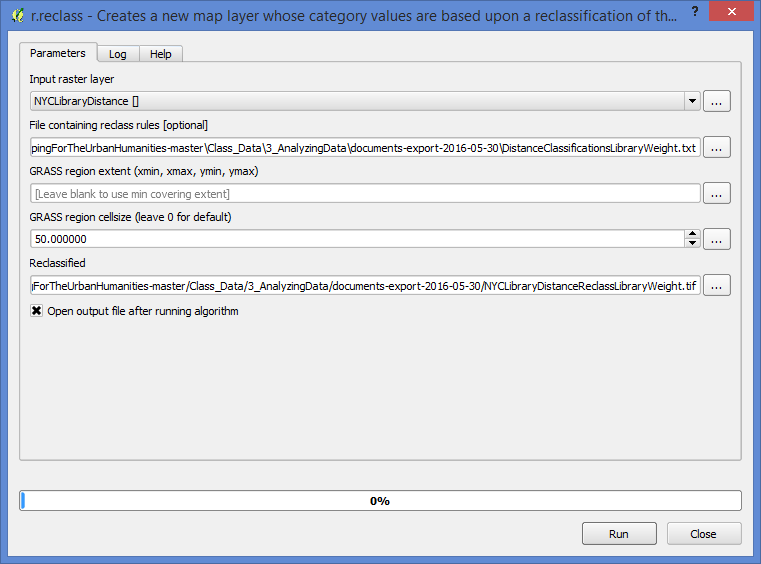 r.reclass - Creates a new map layer whose category values are based upon a reclassification of th... ?
Parameters Log Help
Input raster layer
NYCLibraryDistance [] ...
File containing reclass rules [optional]
pingForTheUrbanHumanities-master\Class_Data\3_AnalyzingData\documents-export-2016-05-30\DistanceClassificationsLibraryWeight.txt ...
GRASS region extent (xmin, xmax, ymin, ymax)
[Leave blank to use min covering extent] ...
GRASS region cellsize (leave 0 for default)
50.000000 ...
Reclassified
gForTheUrbanHumanities-master/Class_Data/3_AnalyzingData/documents-export-2016-05-30/NYCLibraryDistanceReclassLibraryWeight.tif ...
Open output file after running algorithm
0%
Run Close